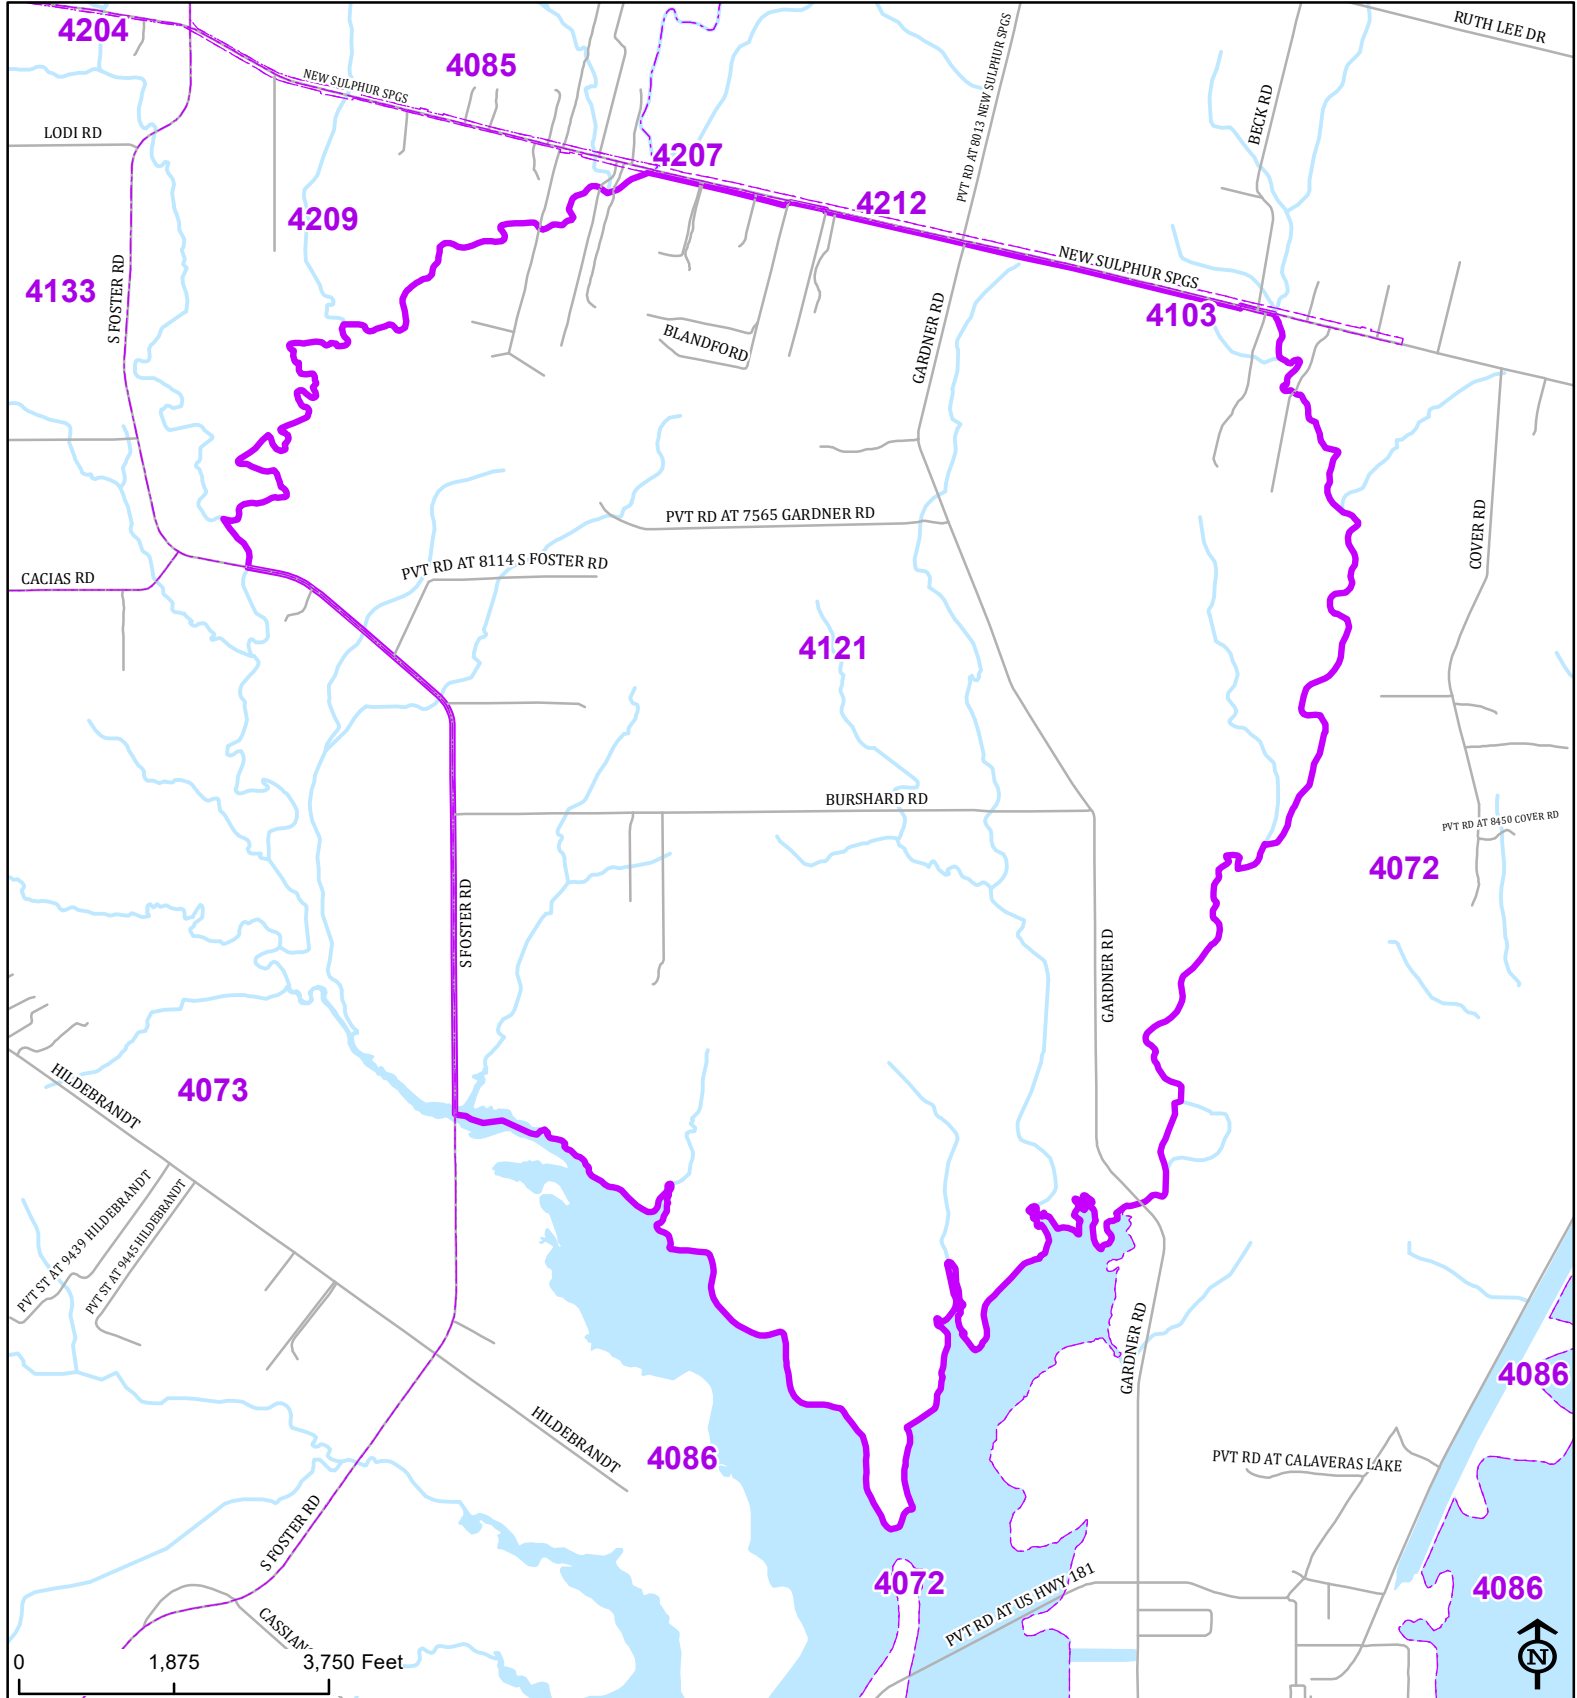 RUTH LEE DR
4204
4085
NEW SULPHUR SPGS
PVT RD AT 8013 NEW SULPHUR SPGS
BECK RD
LODI RD
4207
4212
4209
4133
S FOSTER RD
NEW SULPHUR SPGS
4103
BLANDFORD
GARDNER RD
PVT RD AT 7565 GARDNER RD
COVER RD
CACIAS RD
PVT RD AT 8114 S FOSTER RD
4121
BURSHARD RD
PVT RD AT 8450 COVER RD
4072
S FOSTER RD
GARDNER RD
HILDEBRANDT
4073
PVT ST AT 9439 HILDEBRANDT
PVT ST AT 9445 HILDEBRANDT
GARDNER RD
4086
HILDEBRANDT
4086
PVT RD AT CALAVERAS LAKE
S FOSTER RD
4072
PVT RD AT US HWY 181
4086
CASSIAN
N
0 1,875 3,750 Feet